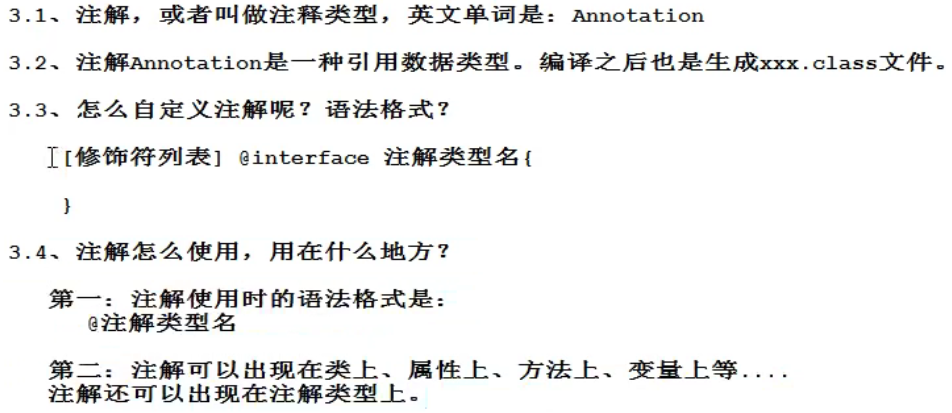 3.1、注解，或者叫做注释类型，英文单词是：Annotation
3.2、注解Annotation是一种引用数据类型。编译之后也是生成xxx.class文件。
3.3、怎么自定义注解呢？语法格式？
[修饰符列表] @interface 注解类型名{
}
3.4、注解怎么使用，用在什么地方？
第一：注解使用时的语法格式是：
@注解类型名
第二：注解可以出现在类上、属性上、方法上、变量上等....
注解还可以出现在注解类型上。